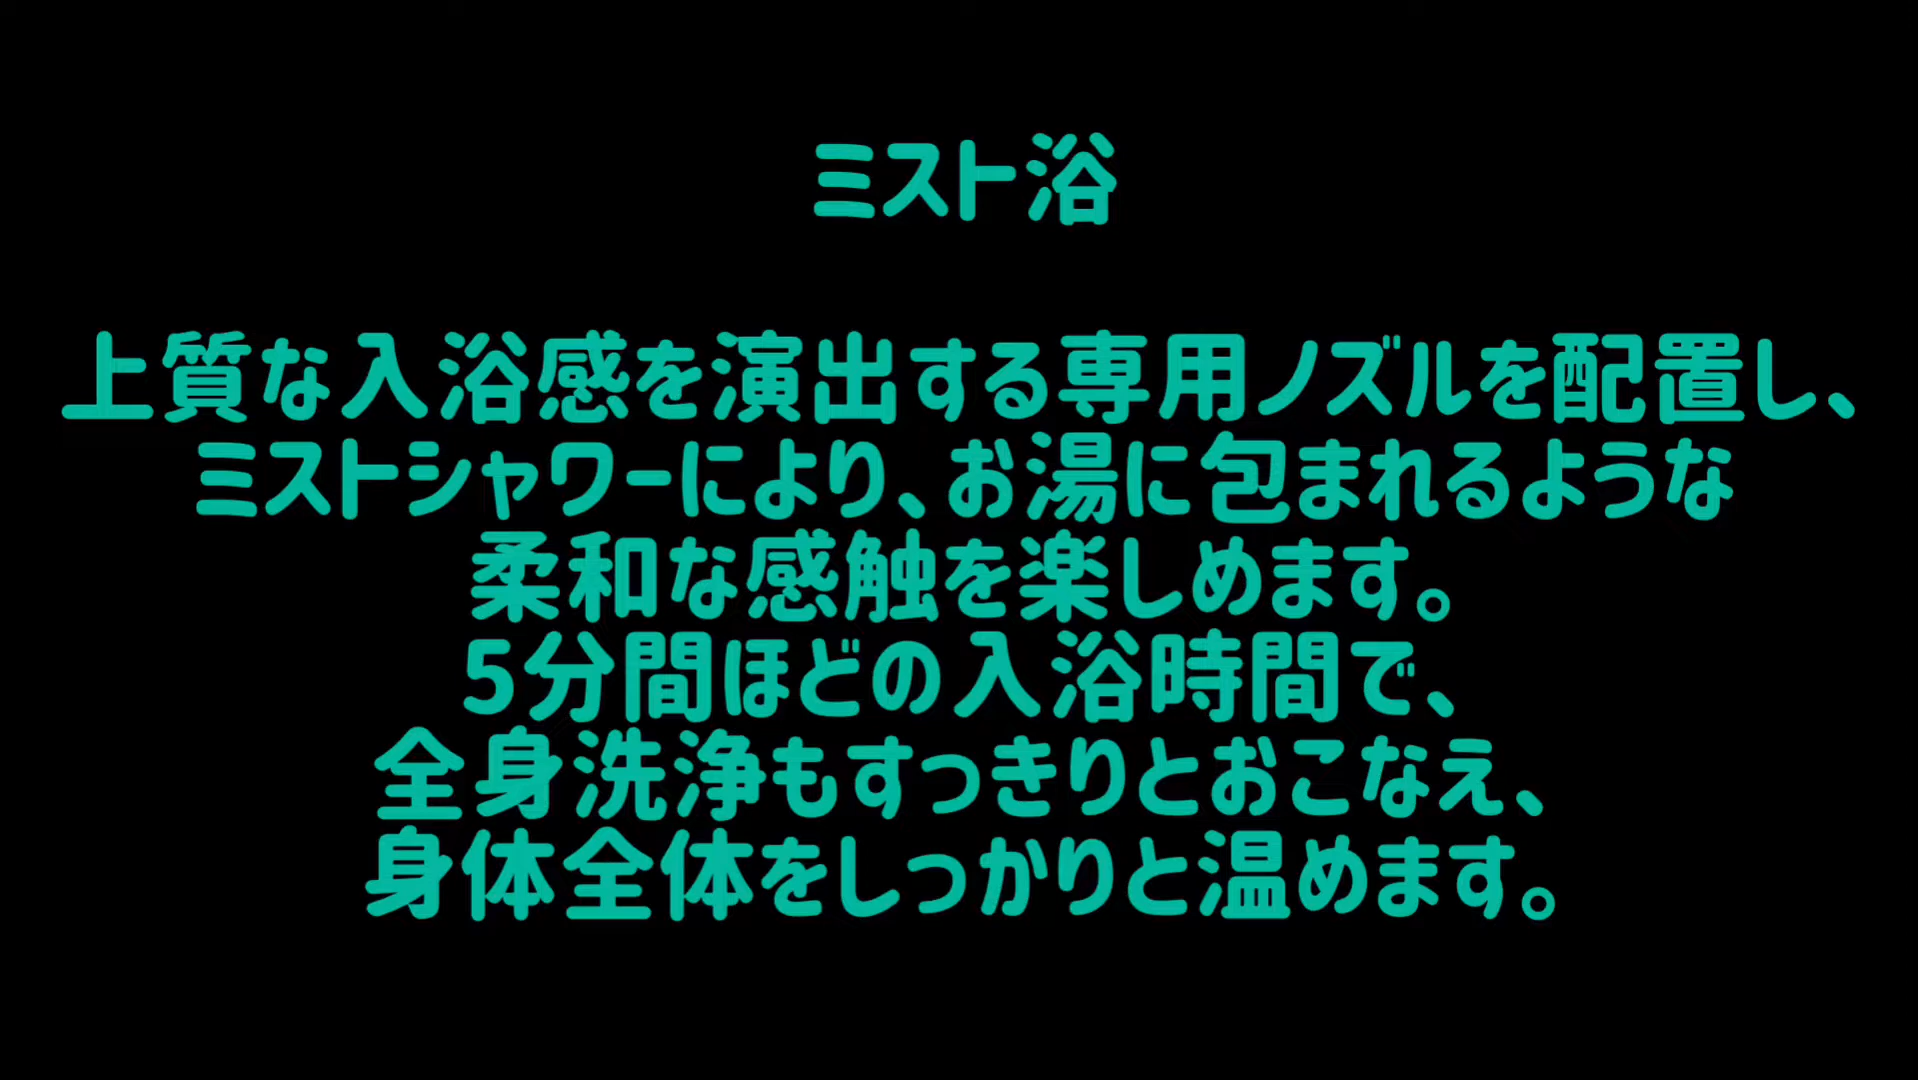 ミスト浴
上質な入浴感を演出する専用ノズルを配置し、
ミストシャワーにより、お湯に包まれるような
柔和な感触を楽しめます。
5分間ほどの入浴時間で、
全身洗浄もすっきりとおこなえ、
身体全体をしっかりと温めます。